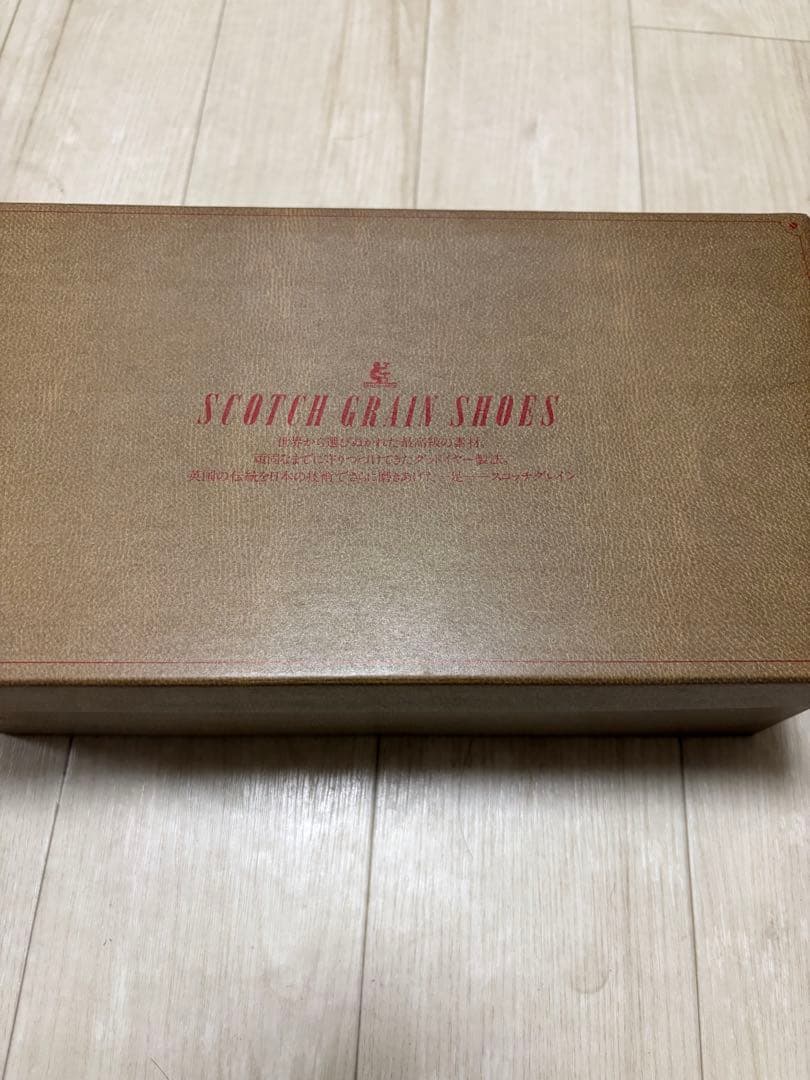 SCOTCH GRAIN SHOES
世界から選びぬかれた最高級の素材。
頑固なまでに守りつづけてきたグッドイヤー製法。
英国の伝統を日本の技術でさらに磨きあげた一足——スコッチグレイン